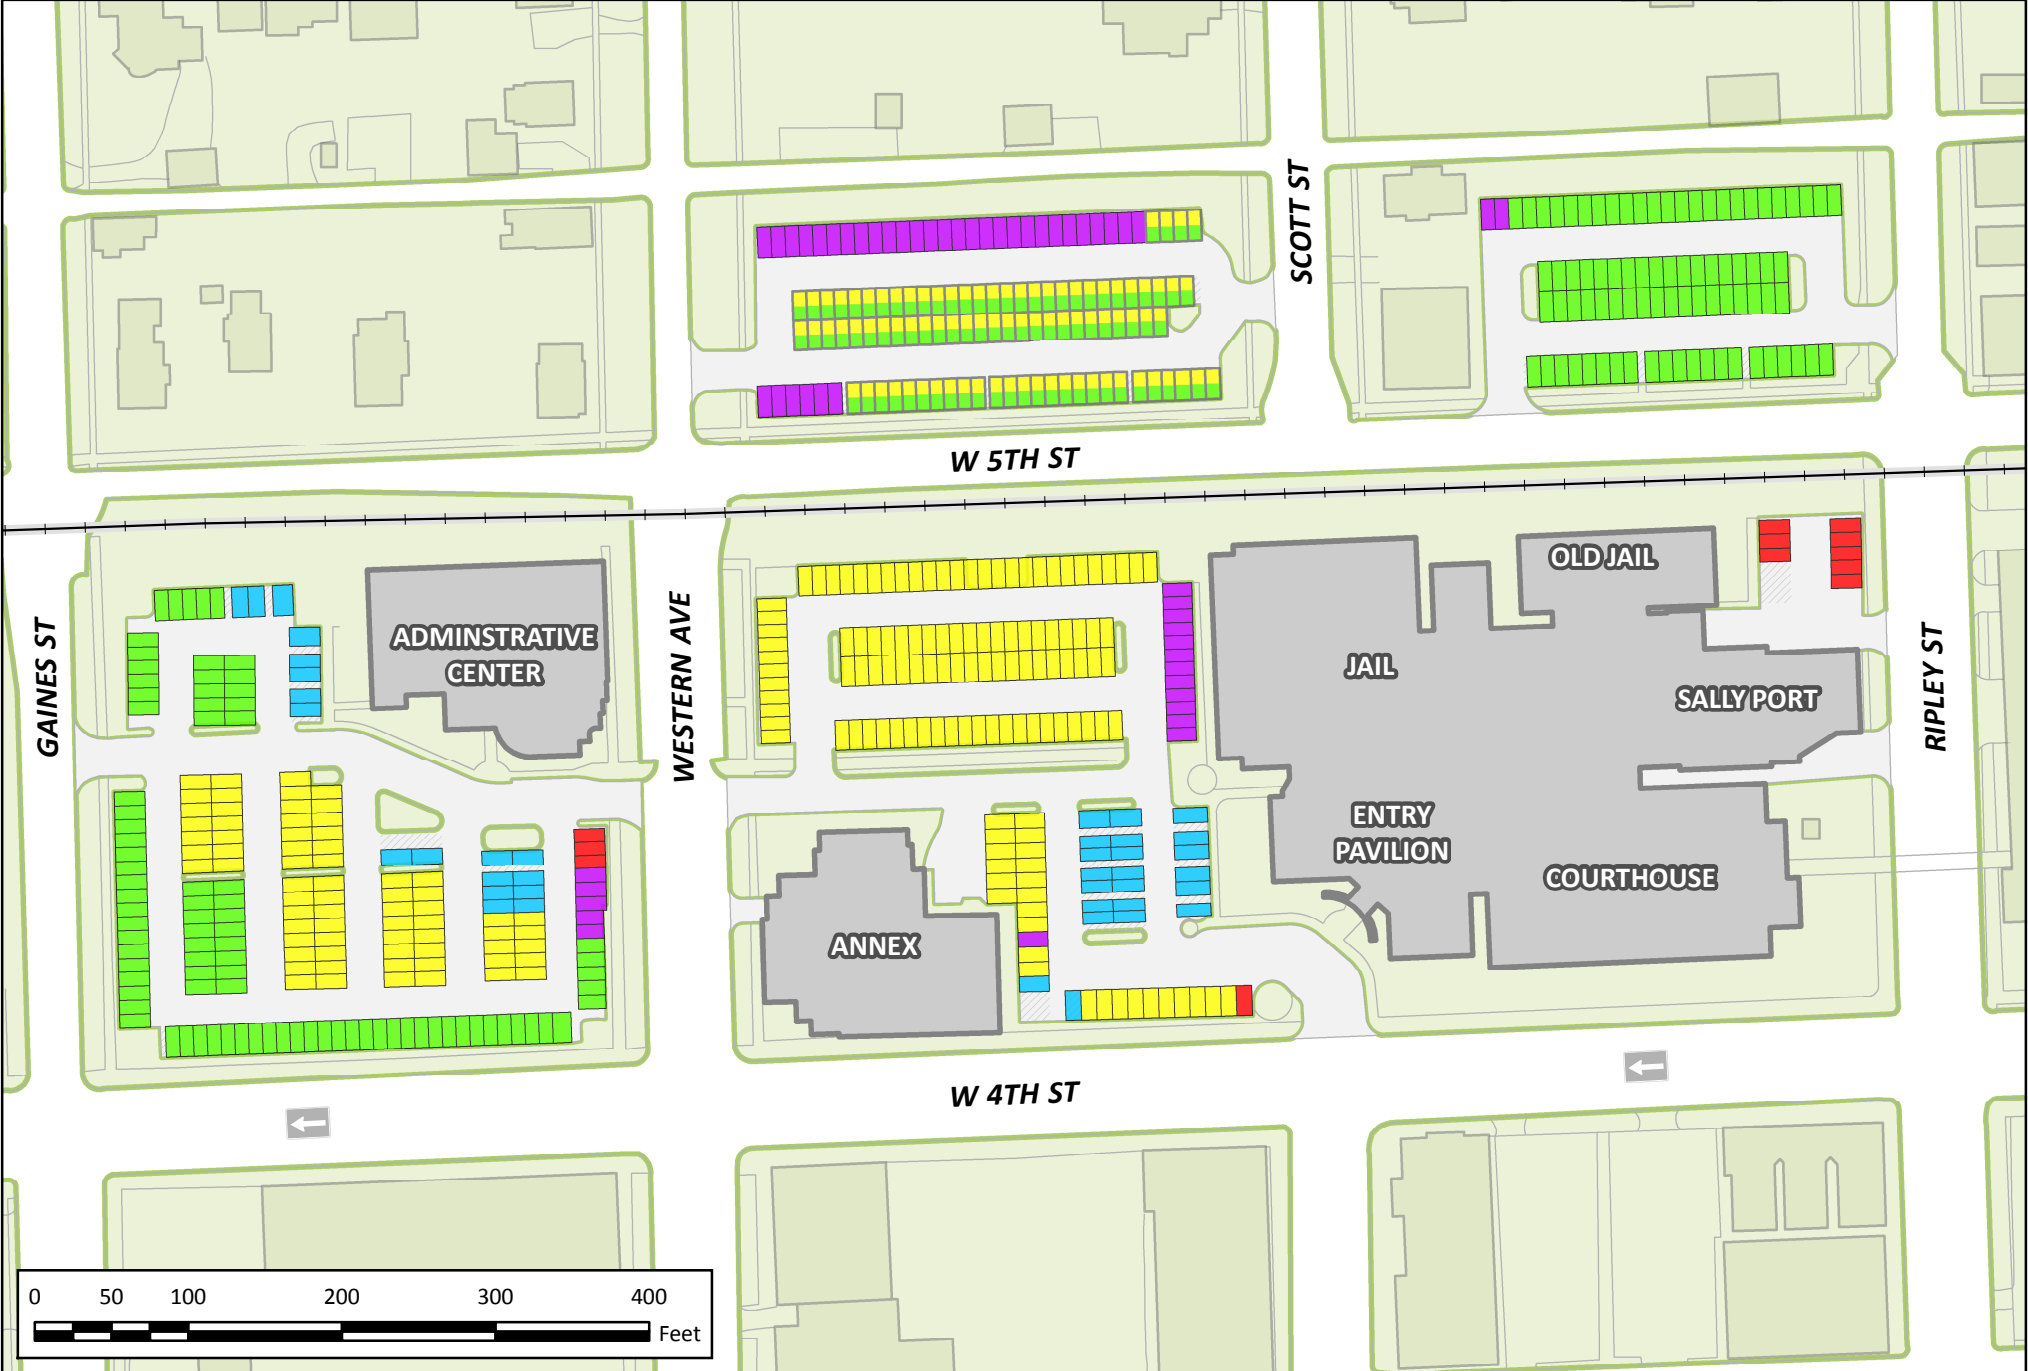 SCOTT ST
W 5TH ST
OLD JAIL
GAINES ST
ADMINSTRATIVE
CENTER
WESTERN AVE
JAIL
SALLY PORT
RIPLEY ST
ENTRY
PAVILION
COURTHOUSE
ANNEX
W 4TH ST
0 50 100 200 300 400
Feet